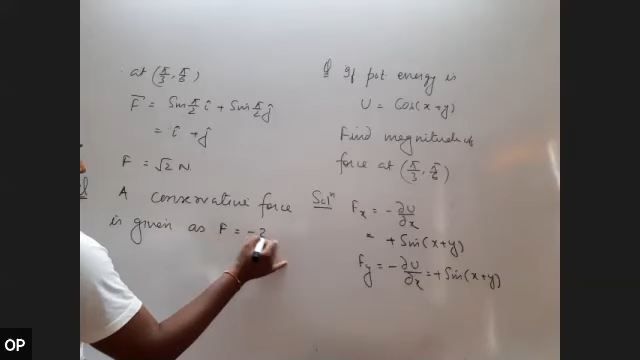 Q If pot energy is
U = Cos(x+y)
Find magnitude of
force at (π/3, π/6)
Solⁿ Fx = -∂U/∂x
= + Sin(x+y)
Fy = -∂U/∂x = + Sin(x+y)
at (π/3, π/6)
F̅ = Sin π/2 î + Sin π/2 ĵ
= î + ĵ
F = √2 N
A conservative force
is given as F = -2
OP